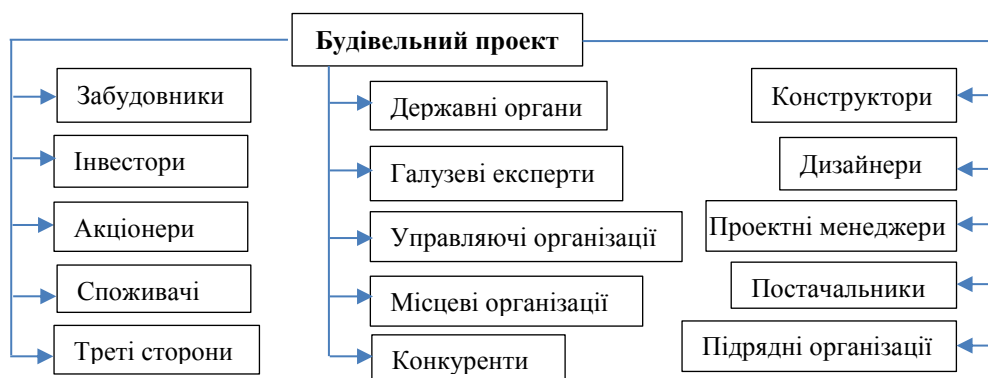 Будівельний проект
Забудовники
Інвестори
Акціонери
Споживачі
Треті сторони
Державні органи
Галузеві експерти
Управляючі організації
Місцеві організації
Конкуренти
Конструктори
Дизайнери
Проектні менеджери
Постачальники
Підрядні організації